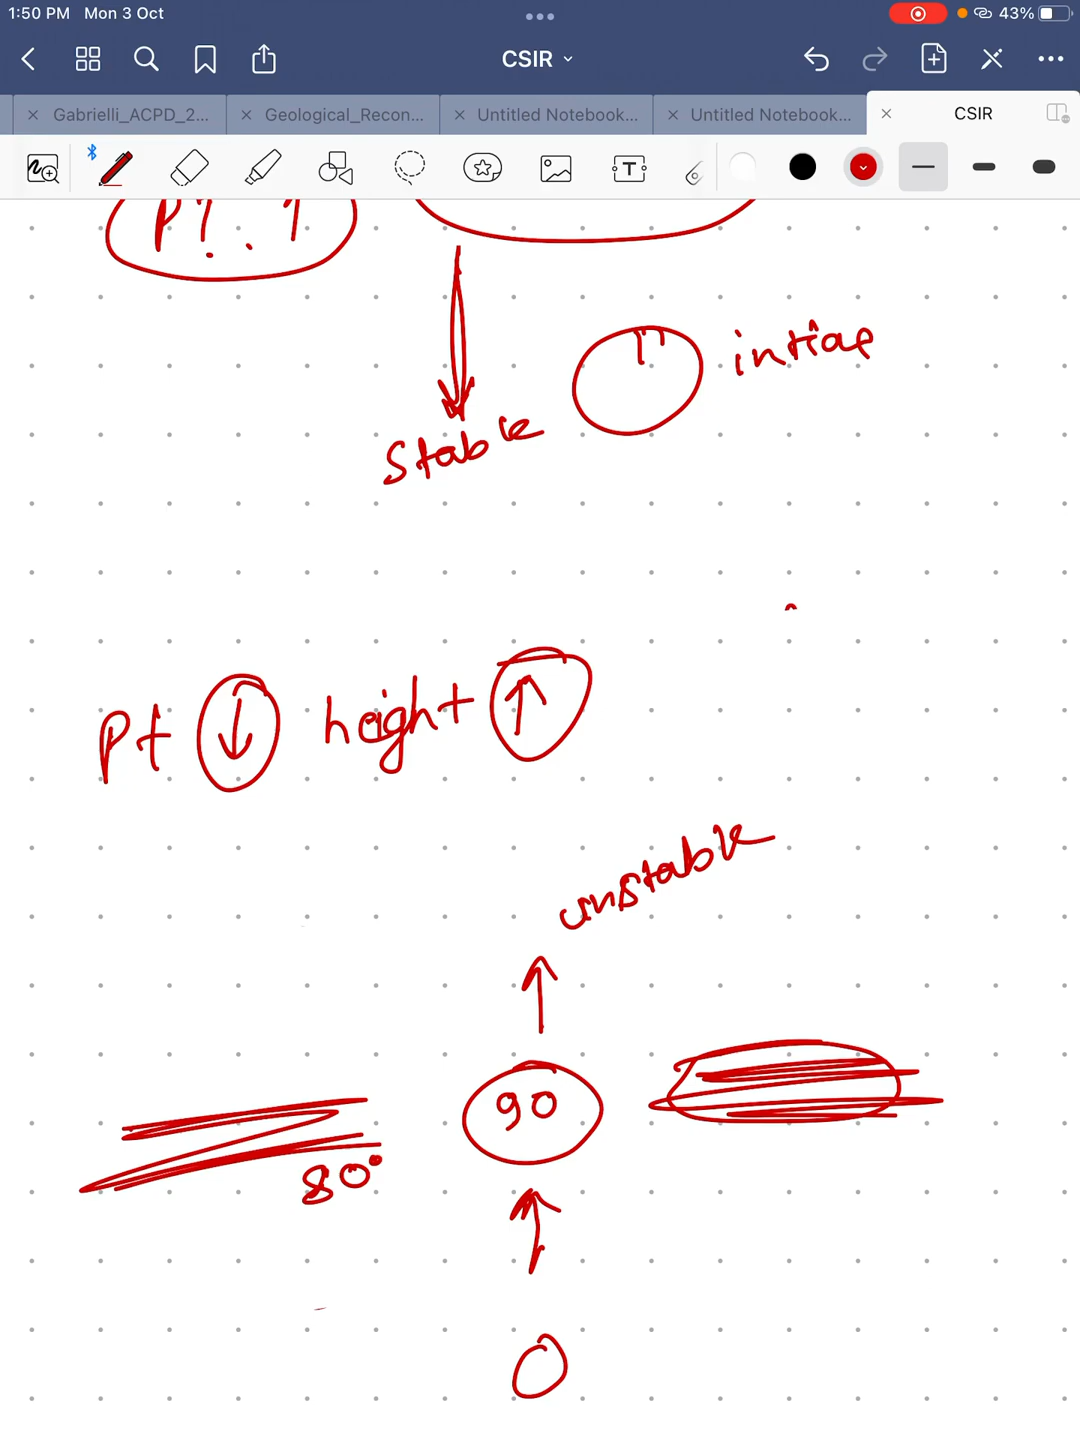 1:50 PM Mon 3 Oct 43%
CSIR
Gabrielli_ACPD_2... Geological_Recon... Untitled Notebook... Untitled Notebook... CSIR
T
intiae
Stable
Pt ↓ height ↑
unstable
↑
90
80°
↑